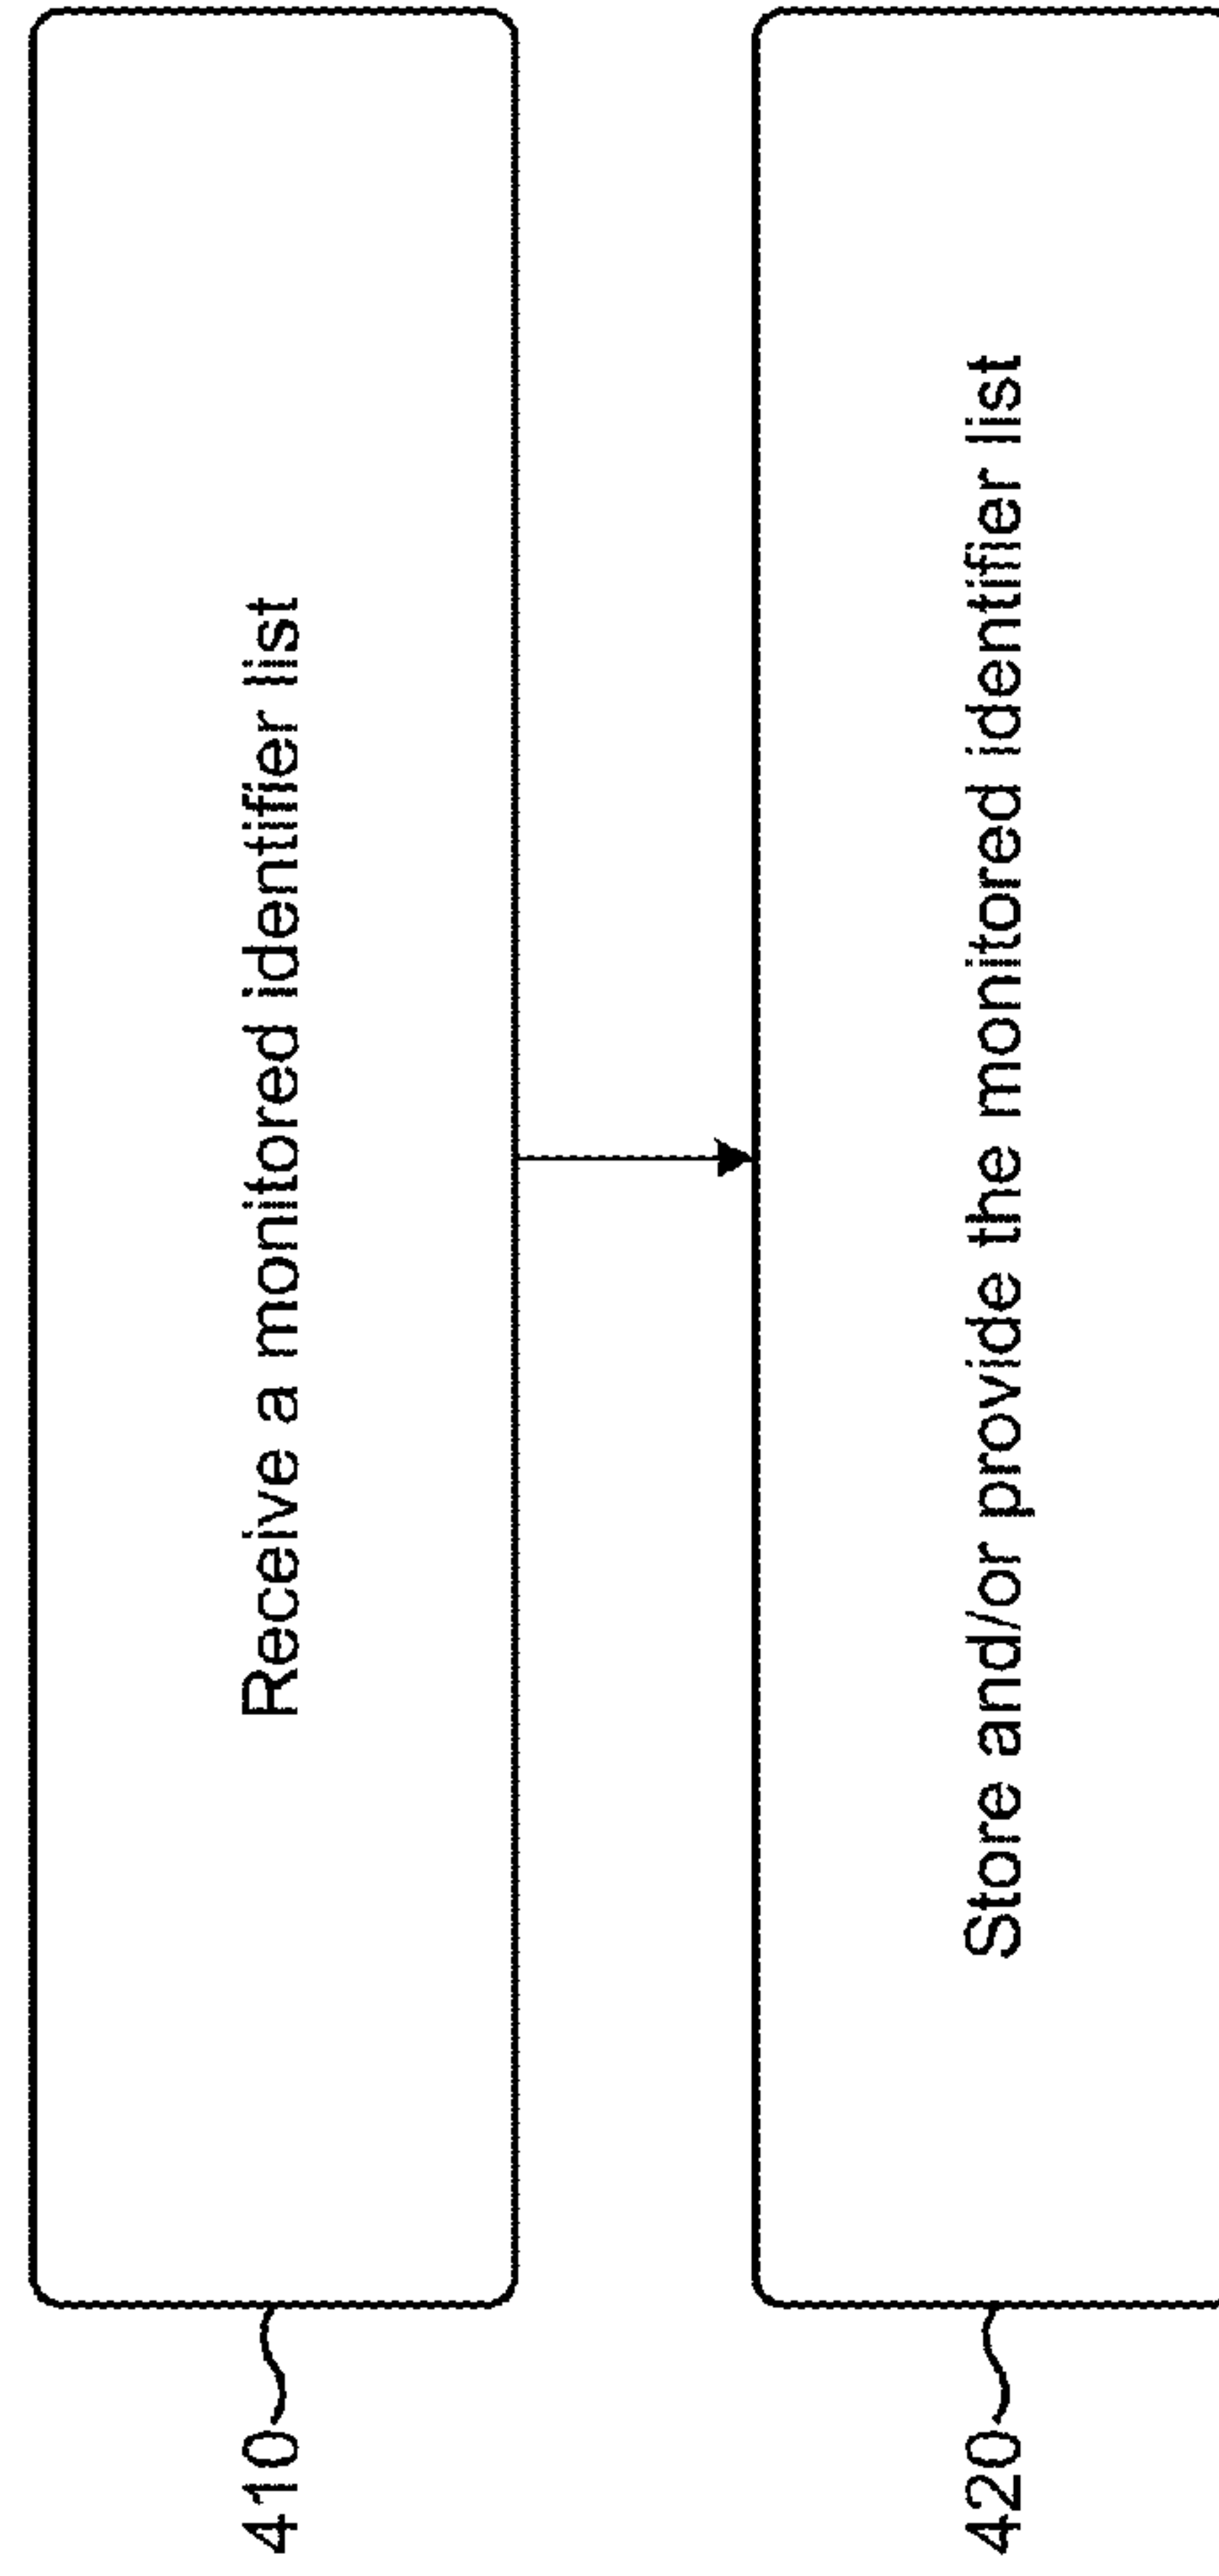 410
Receive a monitored identifier list
420
Store and/or provide the monitored identifier list